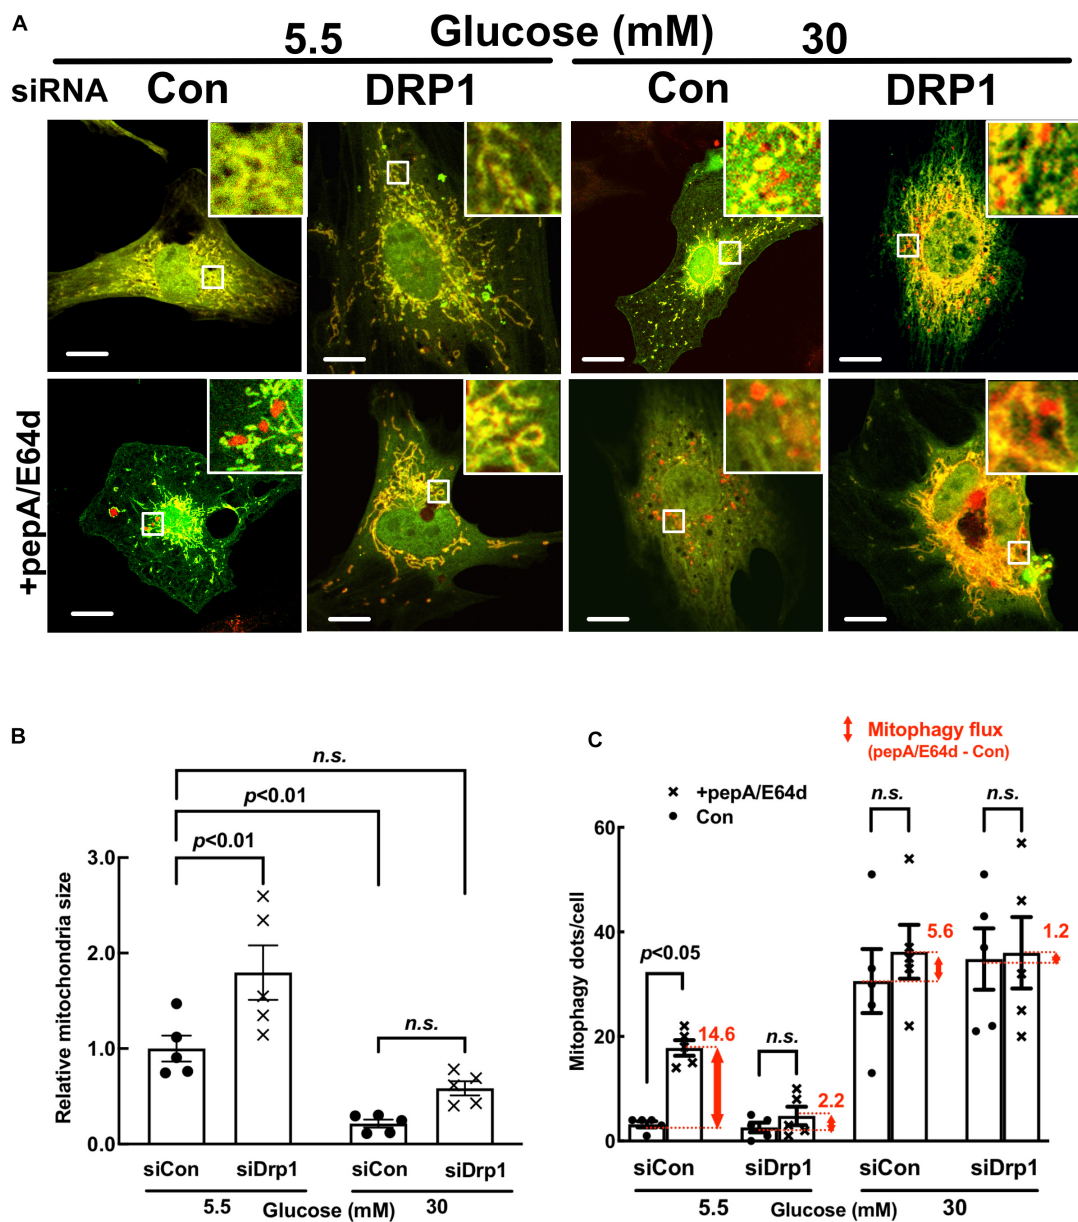 A
Glucose (mM)
5.5 30
siRNA Con DRP1 Con DRP1
+pepA/E64d
B
n.s.
p<0.01
p<0.01
n.s.
Relative mitochondria size
3.0
2.0
1.0
0.0
siCon siDrp1 siCon siDrp1
5.5 Glucose (mM) 30
C
Mitophagy flux
(pepA/E64d - Con)
+pepA/E64d
Con
n.s. n.s.
p<0.05
n.s.
14.6
2.2
5.6
1.2
Mitophagy dots/cell
60
40
20
0
siCon siDrp1 siCon siDrp1
5.5 Glucose (mM) 30